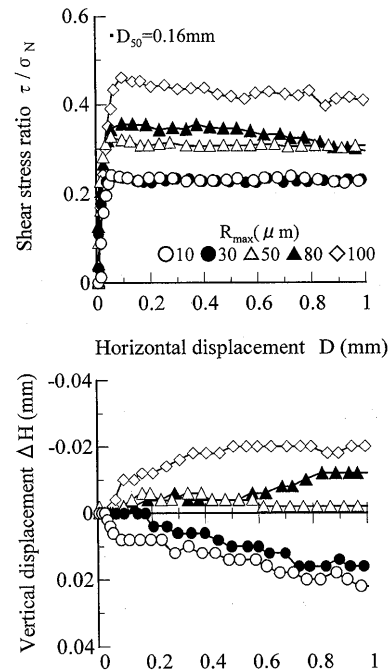 0.6
·D50=0.16mm
0.4
Shear stress ratio τ / σN
0.2
Rmax(μm)
10 30 50 80 100
0
0 0.2 0.4 0.6 0.8 1
Horizontal displacement D (mm)
-0.04
-0.02
Vertical displacement ΔH (mm)
0
0.02
0.04
0 0.2 0.4 0.6 0.8 1